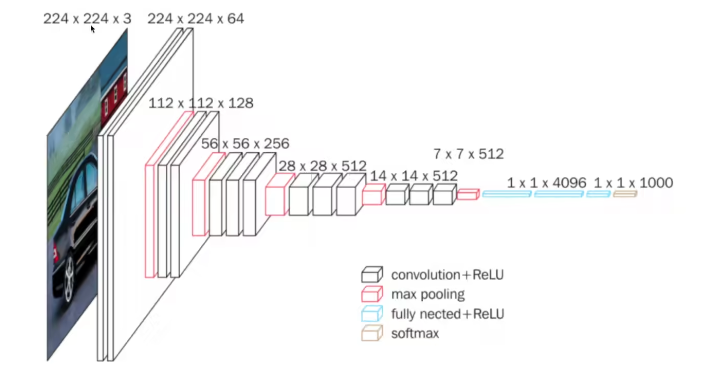 224 x 224 x 3
224 x 224 x 64
112 x 112 x 128
56 x 56 x 256
28 x 28 x 512
14 x 14 x 512
7 x 7 x 512
1 x 1 x 4096
1 x 1 x 1000
convolution+ReLU
max pooling
fully nected+ReLU
softmax